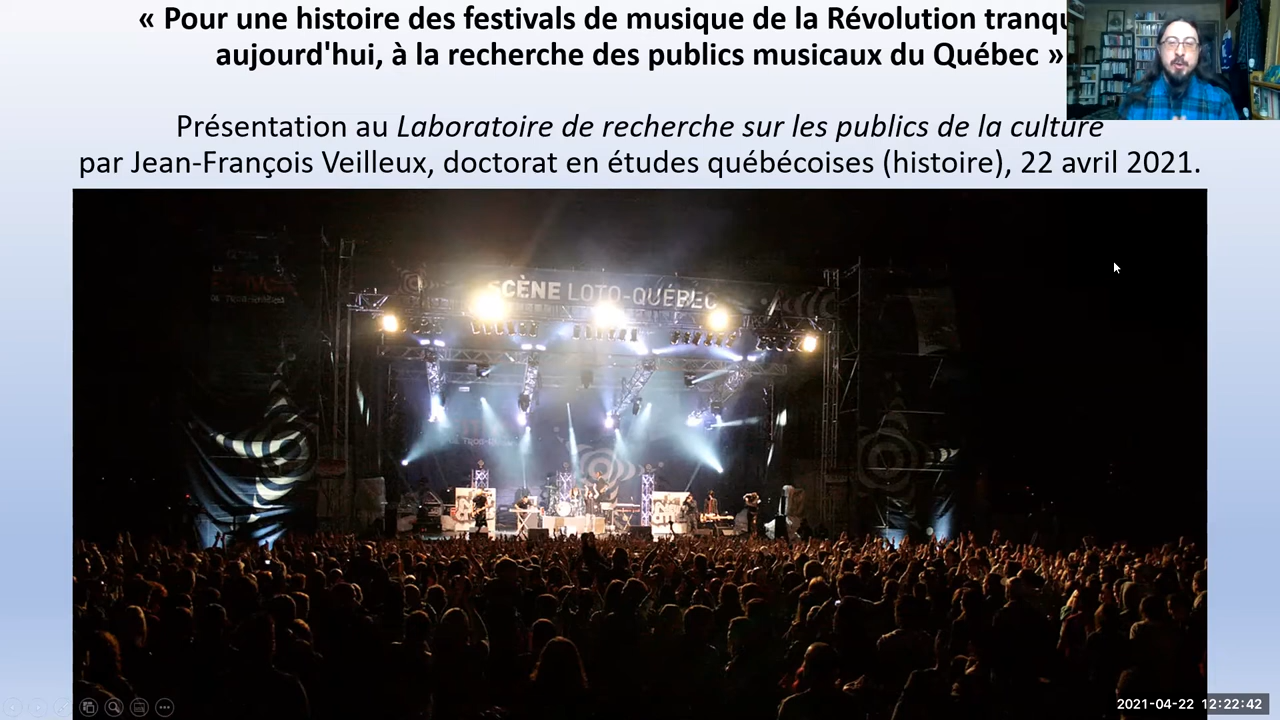 « Pour une histoire des festivals de musique de la Révolution tranqu
aujourd'hui, à la recherche des publics musicaux du Québec »
Présentation au Laboratoire de recherche sur les publics de la culture
par Jean-François Veilleux, doctorat en études québécoises (histoire), 22 avril 2021.
SCÈNE LOTO-QUÉBEC
2021-04-22 12:22:42